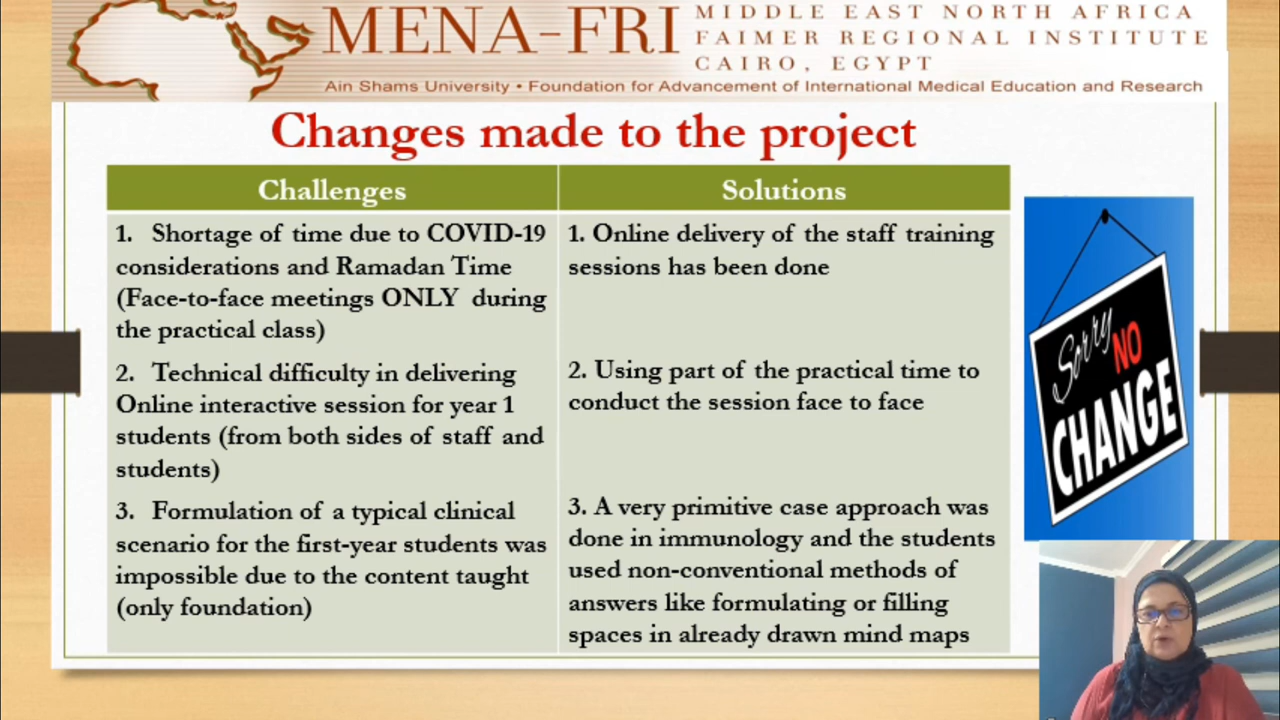 MENA-FRI
MIDDLE EAST NORTH AFRICA
FAIMER REGIONAL INSTITUTE
CAIRO, EGYPT
Ain Shams University • Foundation for Advancement of International Medical Education and Research
Changes made to the project
Challenges
Solutions
1. Shortage of time due to COVID-19
considerations and Ramadan Time
(Face-to-face meetings ONLY during
the practical class)
1. Online delivery of the staff training
sessions has been done
2. Technical difficulty in delivering
Online interactive session for year 1
students (from both sides of staff and
students)
2. Using part of the practical time to
conduct the session face to face
3. Formulation of a typical clinical
scenario for the first-year students was
impossible due to the content taught
(only foundation)
3. A very primitive case approach was
done in immunology and the students
used non-conventional methods of
answers like formulating or filling
spaces in already drawn mind maps
Sorry
NO
CHANGE